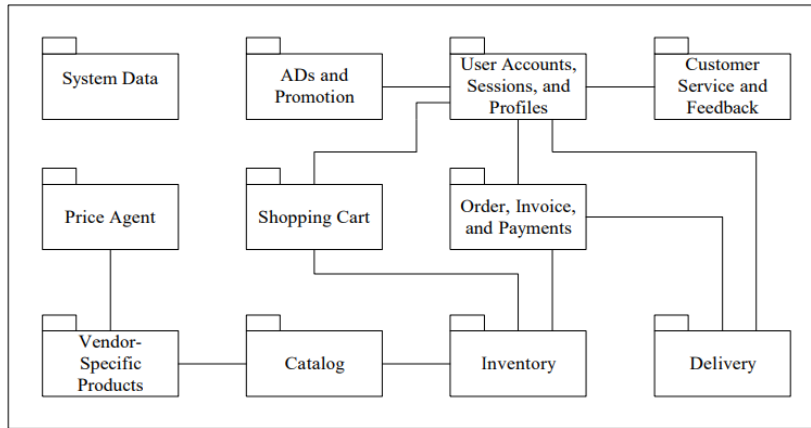 System Data
ADs and
Promotion
User Accounts,
Sessions, and
Profiles
Customer
Service and
Feedback
Price Agent
Shopping Cart
Order, Invoice,
and Payments
Vendor-
Specific
Products
Catalog
Inventory
Delivery